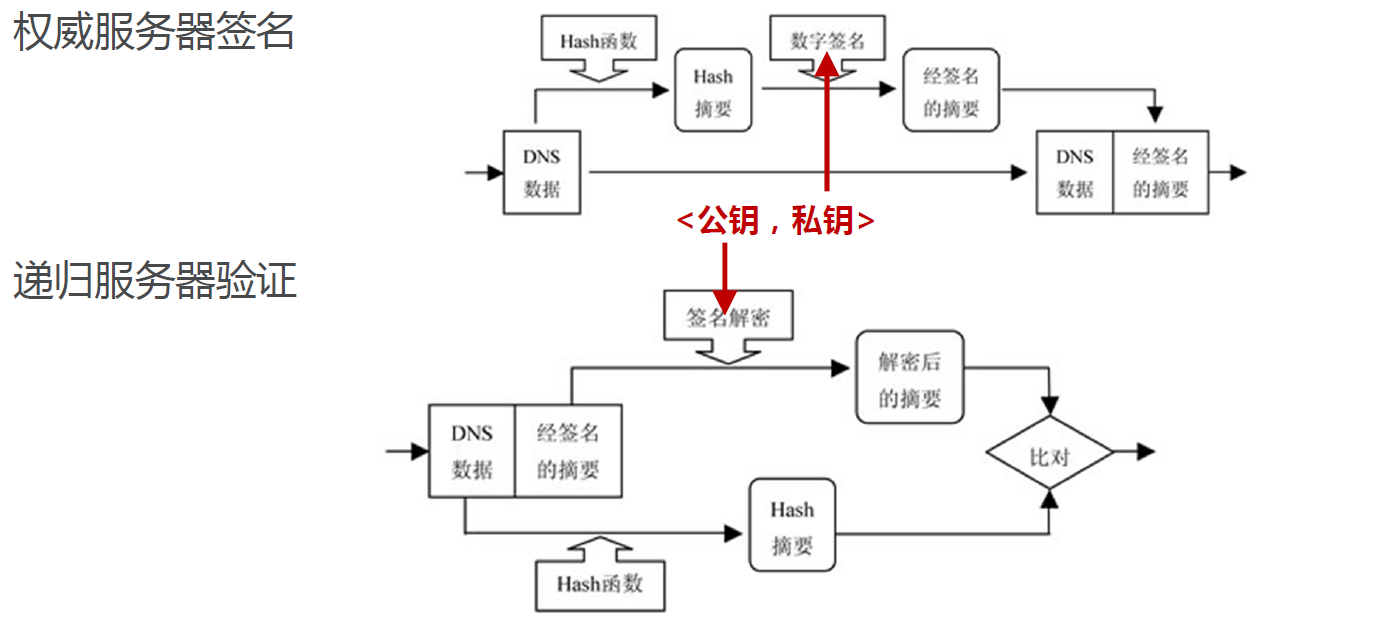 权威服务器签名
Hash函数
数字签名
Hash
摘要
经签名
的摘要
DNS
数据
DNS
数据
经签名
的摘要
<公钥，私钥>
递归服务器验证
签名解密
解密后
的摘要
DNS
数据
经签名
的摘要
比对
Hash
摘要
Hash函数